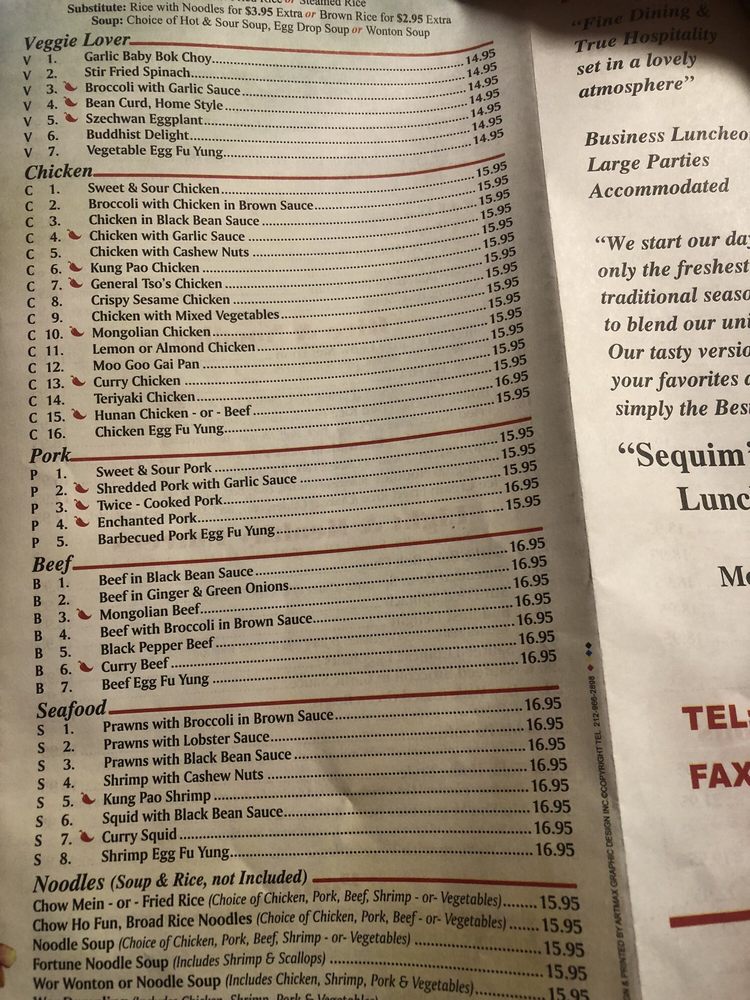 Steamed Rice
Substitute: Rice with Noodles for $3.95 Extra or Brown Rice for $2.95 Extra
Soup: Choice of Hot & Sour Soup, Egg Drop Soup or Wonton Soup
Veggie Lover
V 1. Garlic Baby Bok Choy 14.95
V 2. Stir Fried Spinach 14.95
V 3. Broccoli with Garlic Sauce 14.95
V 4. Bean Curd, Home Style 14.95
V 5. Szechwan Eggplant 14.95
V 6. Buddhist Delight 14.95
V 7. Vegetable Egg Fu Yung 14.95
Chicken
C 1. Sweet & Sour Chicken 15.95
C 2. Broccoli with Chicken in Brown Sauce 15.95
C 3. Chicken in Black Bean Sauce 15.95
C 4. Chicken with Garlic Sauce 15.95
C 5. Chicken with Cashew Nuts 15.95
C 6. Kung Pao Chicken 15.95
C 7. General Tso's Chicken 15.95
C 8. Crispy Sesame Chicken 15.95
C 9. Chicken with Mixed Vegetables 15.95
C 10. Mongolian Chicken 15.95
C 11. Lemon or Almond Chicken 15.95
C 12. Moo Goo Gai Pan 15.95
C 13. Curry Chicken 15.95
C 14. Teriyaki Chicken 15.95
C 15. Hunan Chicken - or - Beef 16.95
C 16. Chicken Egg Fu Yung 15.95
Pork
P 1. Sweet & Sour Pork 15.95
P 2. Shredded Pork with Garlic Sauce 15.95
P 3. Twice - Cooked Pork 15.95
P 4. Enchanted Pork 16.95
P 5. Barbecued Pork Egg Fu Yung 15.95
Beef
B 1. Beef in Black Bean Sauce 16.95
B 2. Beef in Ginger & Green Onions 16.95
B 3. Mongolian Beef 16.95
B 4. Beef with Broccoli in Brown Sauce 16.95
B 5. Black Pepper Beef 16.95
B 6. Curry Beef 16.95
B 7. Beef Egg Fu Yung 16.95
Seafood
S 1. Prawns with Broccoli in Brown Sauce 16.95
S 2. Prawns with Lobster Sauce 16.95
S 3. Prawns with Black Bean Sauce 16.95
S 4. Shrimp with Cashew Nuts 16.95
S 5. Kung Pao Shrimp 16.95
S 6. Squid with Black Bean Sauce 16.95
S 7. Curry Squid 16.95
S 8. Shrimp Egg Fu Yung 16.95
Noodles (Soup & Rice, not Included)
Chow Mein - or - Fried Rice (Choice of Chicken, Pork, Beef, Shrimp - or- Vegetables) 15.95
Chow Ho Fun, Broad Rice Noodles (Choice of Chicken, Pork, Beef - or- Vegetables) 15.95
Noodle Soup (Choice of Chicken, Pork, Beef, Shrimp - or- Vegetables) 15.95
Fortune Noodle Soup (Includes Shrimp & Scallops) 15.95
Wor Wonton or Noodle Soup (Includes Chicken, Shrimp, Pork & Vegetables) 15.95
& PRINTED BY ARTMAX GRAPHIC DESIGN INC. ©COPYRIGHT TEL. 212-966-2898
"Fine Dining &
True Hospitality
set in a lovely
atmosphere"
Business Luncheo
Large Parties
Accommodated
"We start our da
only the freshest
traditional seaso
to blend our uni
Our tasty versio
your favorites a
simply the Bes
"Sequim'
Lunc
Mo
TEL:
FAX